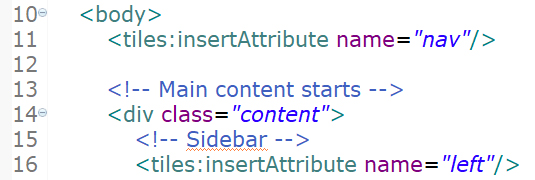 10 <body>
11 <tiles:insertAttribute name="nav"/>
12
13 <!-- Main content starts -->
14 <div class="content">
15 <!-- Sidebar -->
16 <tiles:insertAttribute name="left"/>